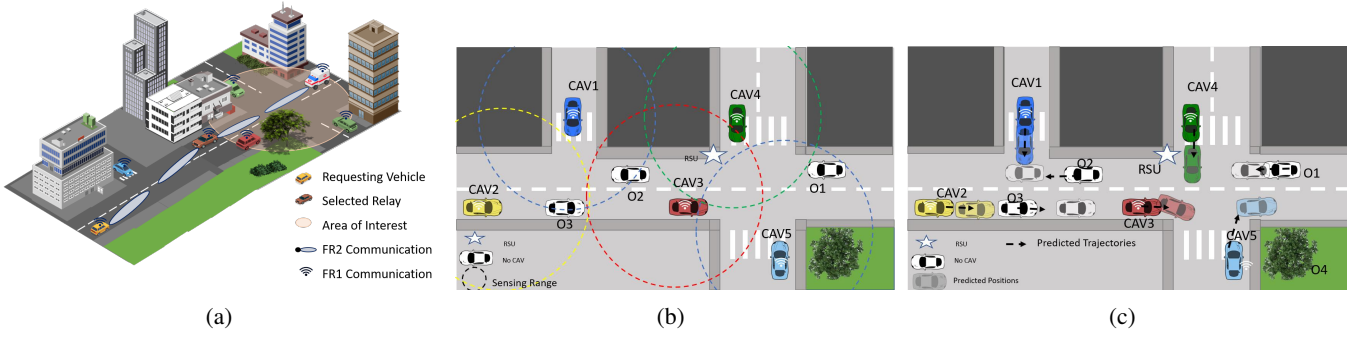 Requesting Vehicle
Selected Relay
Area of Interest
FR2 Communication
FR1 Communication
(a)
CAV1
CAV4
RSU
O1
O2
CAV2
CAV3
O3
CAV5
RSU
No CAV
Sensing Range
(b)
CAV1
CAV4
RSU
O2
O1
CAV2
O3
CAV3
CAV5
RSU
Predicted Trajectories
No CAV
O4
Predicted Positions
(c)